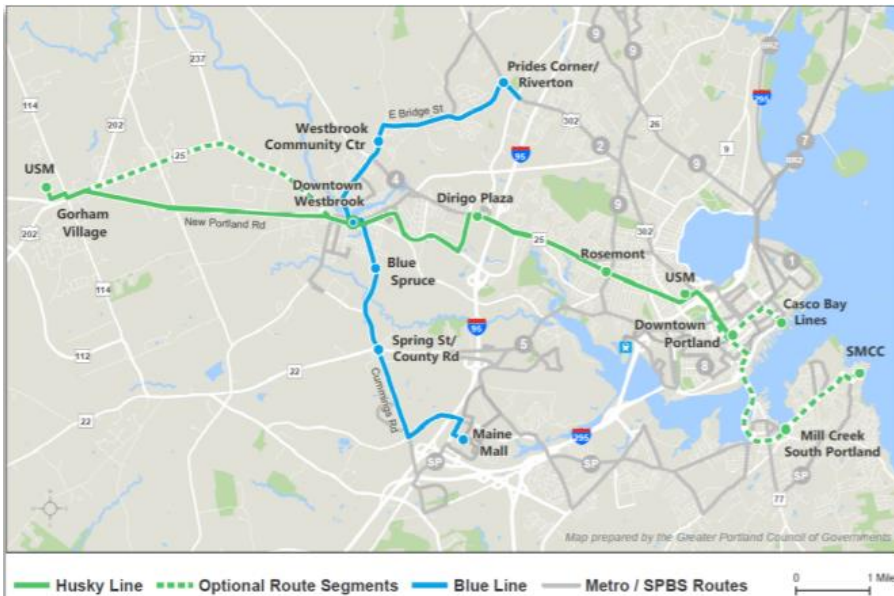 Prides Corner/
Riverton
9
9
302
237
114
202
E Bridge St
302
2
26
9
7
295
Westbrook
Community Ctr
95
9
25
4
USM
Downtown
Westbrook
Dirigo Plaza
9
Gorham
Village
New Portland Rd
25
302
202
Rosemont
USM
1
Blue
Spruce
Casco Bay
Lines
114
Downtown
Portland
95
112
Spring St/
County Rd
5
8
SMCC
22
Cummings Rd
22
Maine
Mall
295
Mill Creek
South Portland
SP
SP
SP
77
Map prepared by the Greater Portland Council of Governments
Husky Line
Optional Route Segments
Blue Line
Metro / SPBS Routes
0
1 Mile